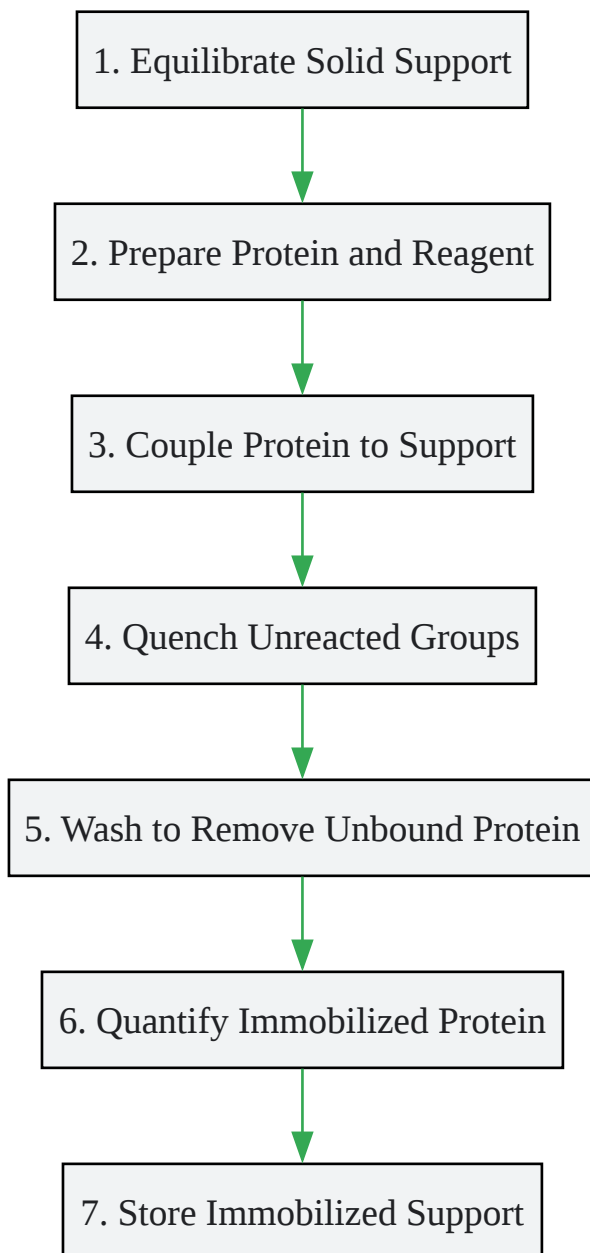 1. Equilibrate Solid Support
2. Prepare Protein and Reagent
3. Couple Protein to Support
4. Quench Unreacted Groups
5. Wash to Remove Unbound Protein
6. Quantify Immobilized Protein
7. Store Immobilized Support